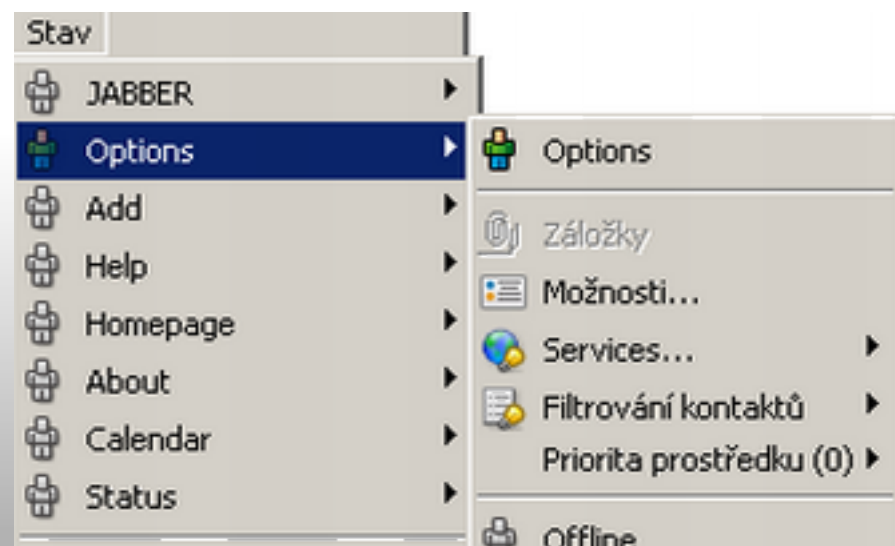 Stav
JABBER
Options
Add
Help
Homepage
About
Calendar
Status
Options
Záložky
Možnosti...
Services...
Filtrování kontaktů
Priorita prostředku (0)
Offline